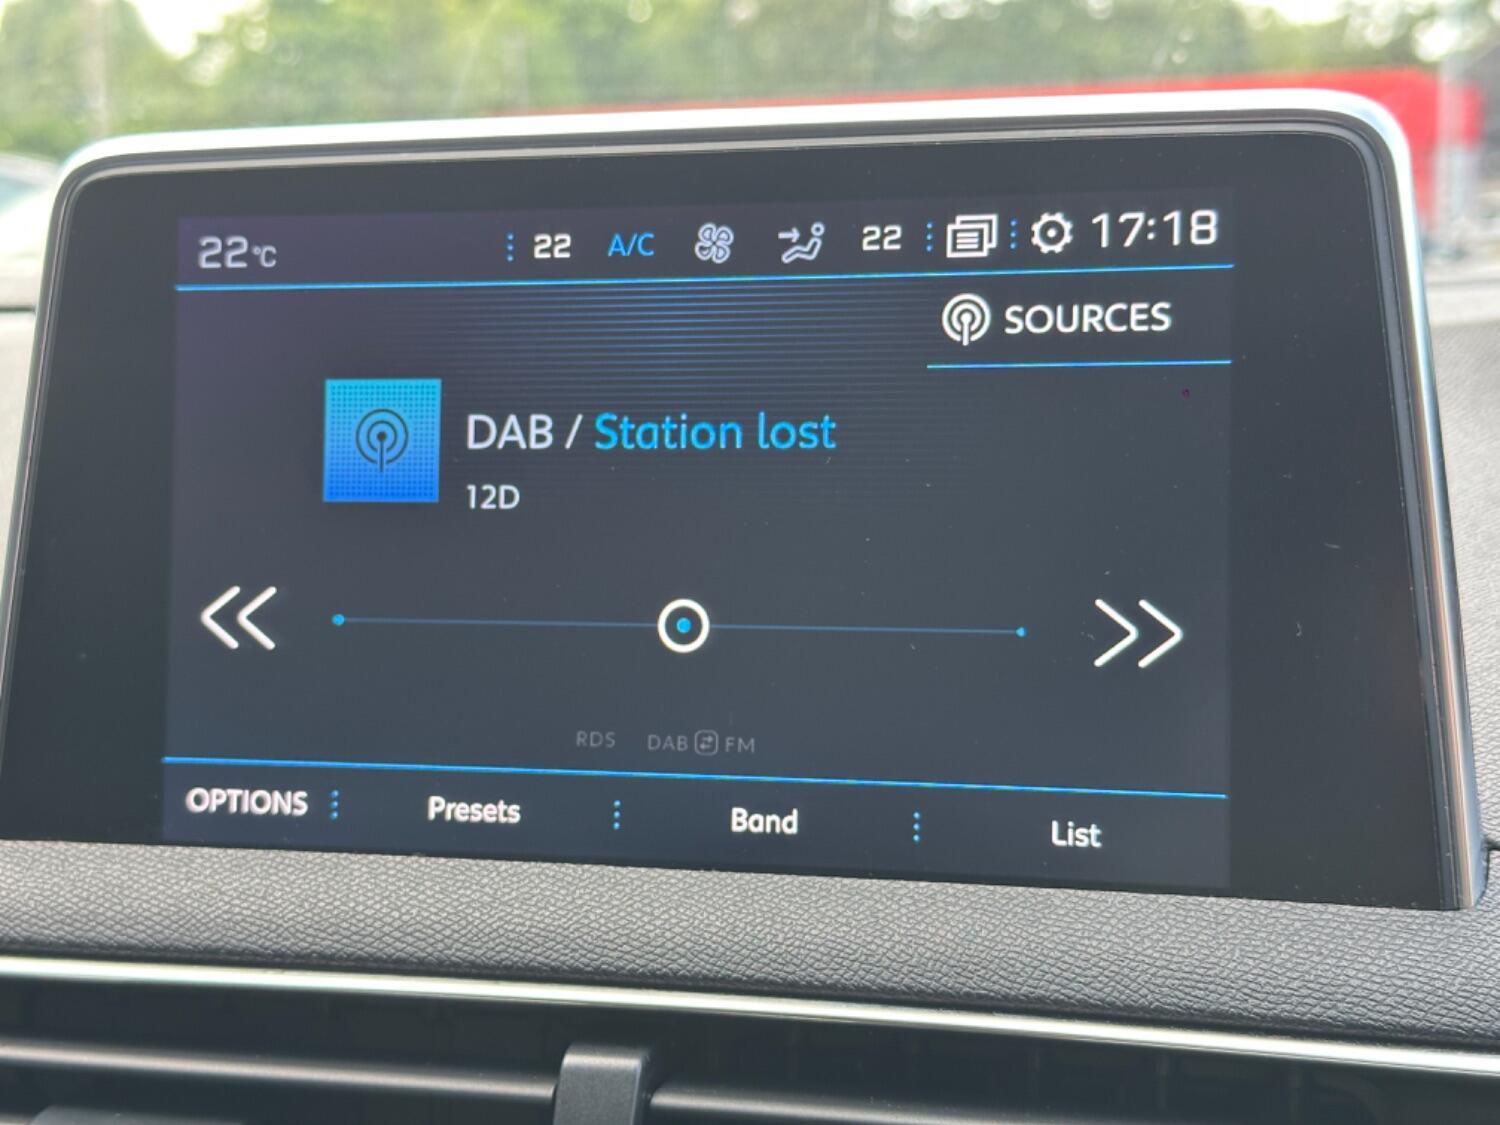 22°C 22 A/C 22 17:18
SOURCES
DAB / Station lost
12D
RDS DAB FM
OPTIONS Presets Band List